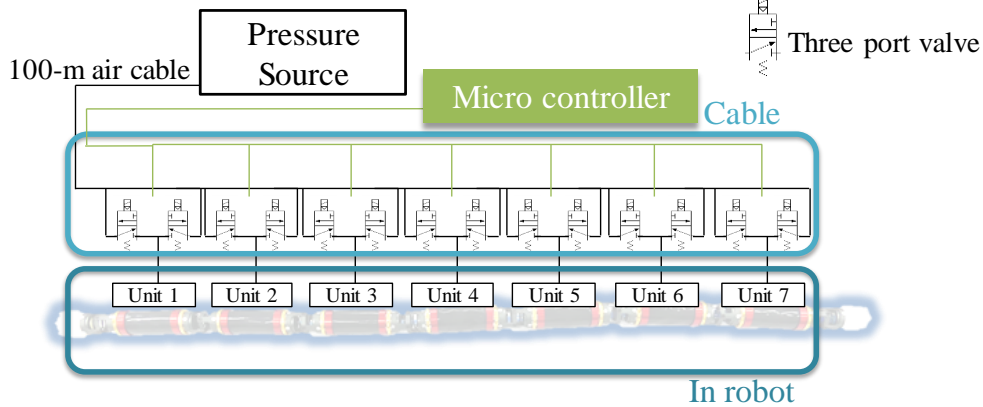 Pressure
Source
Three port valve
100-m air cable
Micro controller
Cable
Unit 1
Unit 2
Unit 3
Unit 4
Unit 5
Unit 6
Unit 7
In robot